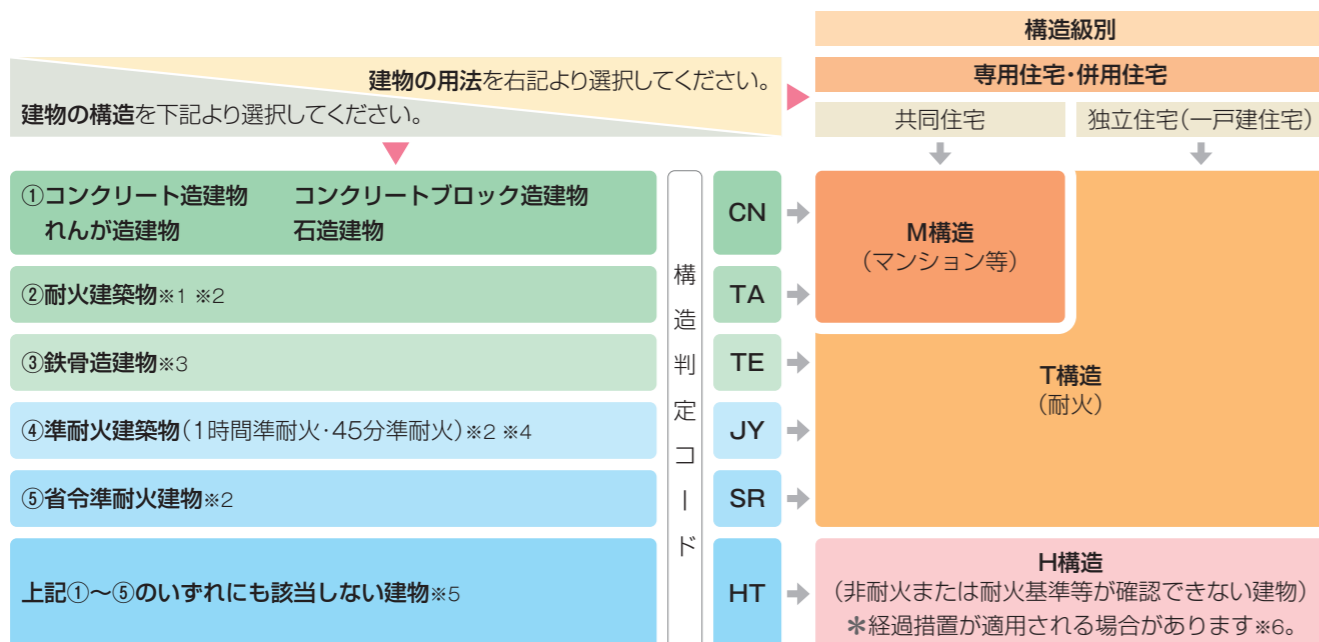 構造級別
建物の用法を右記より選択してください。
専用住宅・併用住宅
建物の構造を下記より選択してください。
共同住宅
独立住宅(一戸建住宅)
①コンクリート造建物 コンクリートブロック造建物
れんが造建物 石造建物
構造判定コード
CN
M構造
(マンション等)
②耐火建築物※1 ※2
TA
③鉄骨造建物※3
TE
T構造
(耐火)
④準耐火建築物(1時間準耐火・45分準耐火)※2 ※4
JY
⑤省令準耐火建物※2
SR
上記①~⑤のいずれにも該当しない建物※5
HT
H構造
(非耐火または耐火基準等が確認できない建物)
*経過措置が適用される場合があります※6。